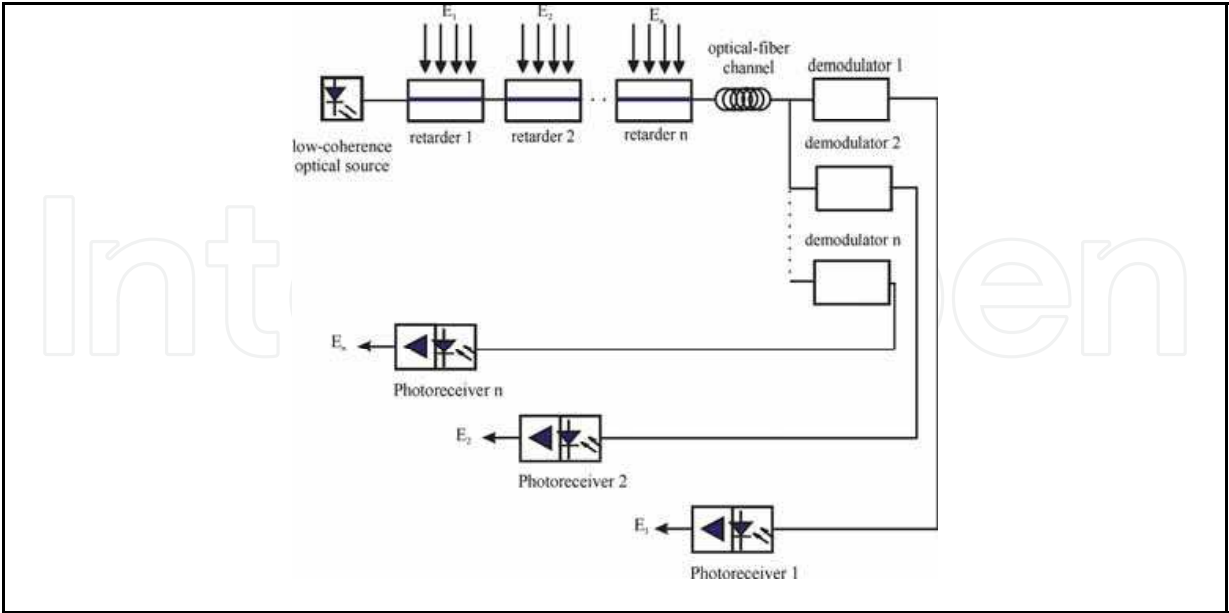 E₁
E₂
Eₙ
optical-fiber
channel
demodulator 1
low-coherence
optical source
retarder 1
retarder 2
. .
retarder n
demodulator 2
demodulator n
Eₙ
Photoreceiver n
E₂
Photoreceiver 2
E₁
Photoreceiver 1